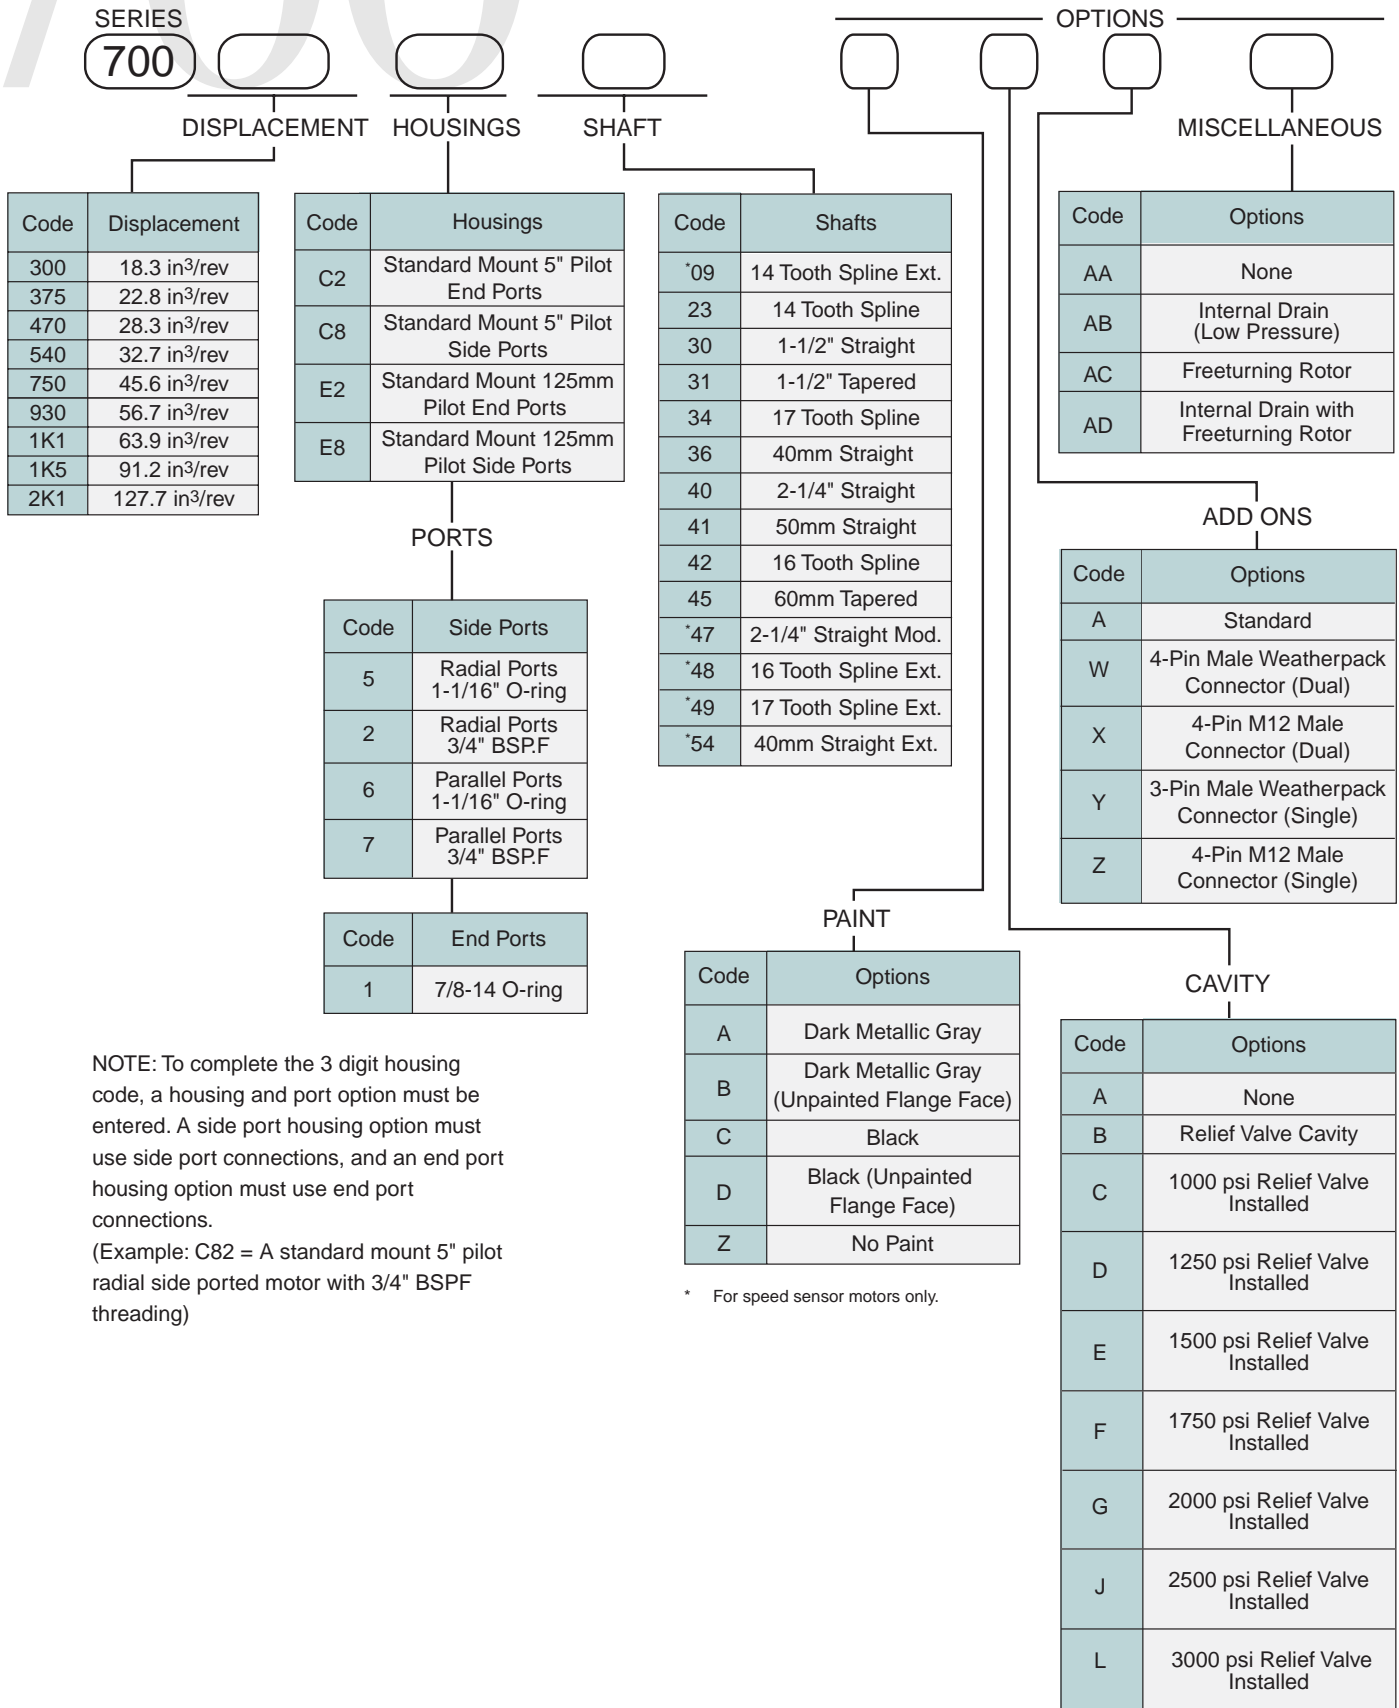 700
SERIES
OPTIONS
700
DISPLACEMENT
HOUSINGS
SHAFT
MISCELLANEOUS
Code Displacement
300 18.3 in³/rev
375 22.8 in³/rev
470 28.3 in³/rev
540 32.7 in³/rev
750 45.6 in³/rev
930 56.7 in³/rev
1K1 63.9 in³/rev
1K5 91.2 in³/rev
2K1 127.7 in³/rev
Code Housings
C2 Standard Mount 5" Pilot
End Ports
C8 Standard Mount 5" Pilot
Side Ports
E2 Standard Mount 125mm
Pilot End Ports
E8 Standard Mount 125mm
Pilot Side Ports
PORTS
Code Side Ports
5 Radial Ports
1-1/16" O-ring
2 Radial Ports
3/4" BSP.F
6 Parallel Ports
1-1/16" O-ring
7 Parallel Ports
3/4" BSP.F
Code End Ports
1 7/8-14 O-ring
NOTE: To complete the 3 digit housing
code, a housing and port option must be
entered. A side port housing option must
use side port connections, and an end port
housing option must use end port
connections.
(Example: C82 = A standard mount 5" pilot
radial side ported motor with 3/4" BSPF
threading)
Code Shafts
*09 14 Tooth Spline Ext.
23 14 Tooth Spline
30 1-1/2" Straight
31 1-1/2" Tapered
34 17 Tooth Spline
36 40mm Straight
40 2-1/4" Straight
41 50mm Straight
42 16 Tooth Spline
45 60mm Tapered
*47 2-1/4" Straight Mod.
*48 16 Tooth Spline Ext.
*49 17 Tooth Spline Ext.
*54 40mm Straight Ext.
PAINT
Code Options
A Dark Metallic Gray
B Dark Metallic Gray
(Unpainted Flange Face)
C Black
D Black (Unpainted
Flange Face)
Z No Paint
* For speed sensor motors only.
Code Options
AA None
AB Internal Drain
(Low Pressure)
AC Freeturning Rotor
AD Internal Drain with
Freeturning Rotor
ADD ONS
Code Options
A Standard
W 4-Pin Male Weatherpack
Connector (Dual)
X 4-Pin M12 Male
Connector (Dual)
Y 3-Pin Male Weatherpack
Connector (Single)
Z 4-Pin M12 Male
Connector (Single)
CAVITY
Code Options
A None
B Relief Valve Cavity
C 1000 psi Relief Valve
Installed
D 1250 psi Relief Valve
Installed
E 1500 psi Relief Valve
Installed
F 1750 psi Relief Valve
Installed
G 2000 psi Relief Valve
Installed
J 2500 psi Relief Valve
Installed
L 3000 psi Relief Valve
Installed